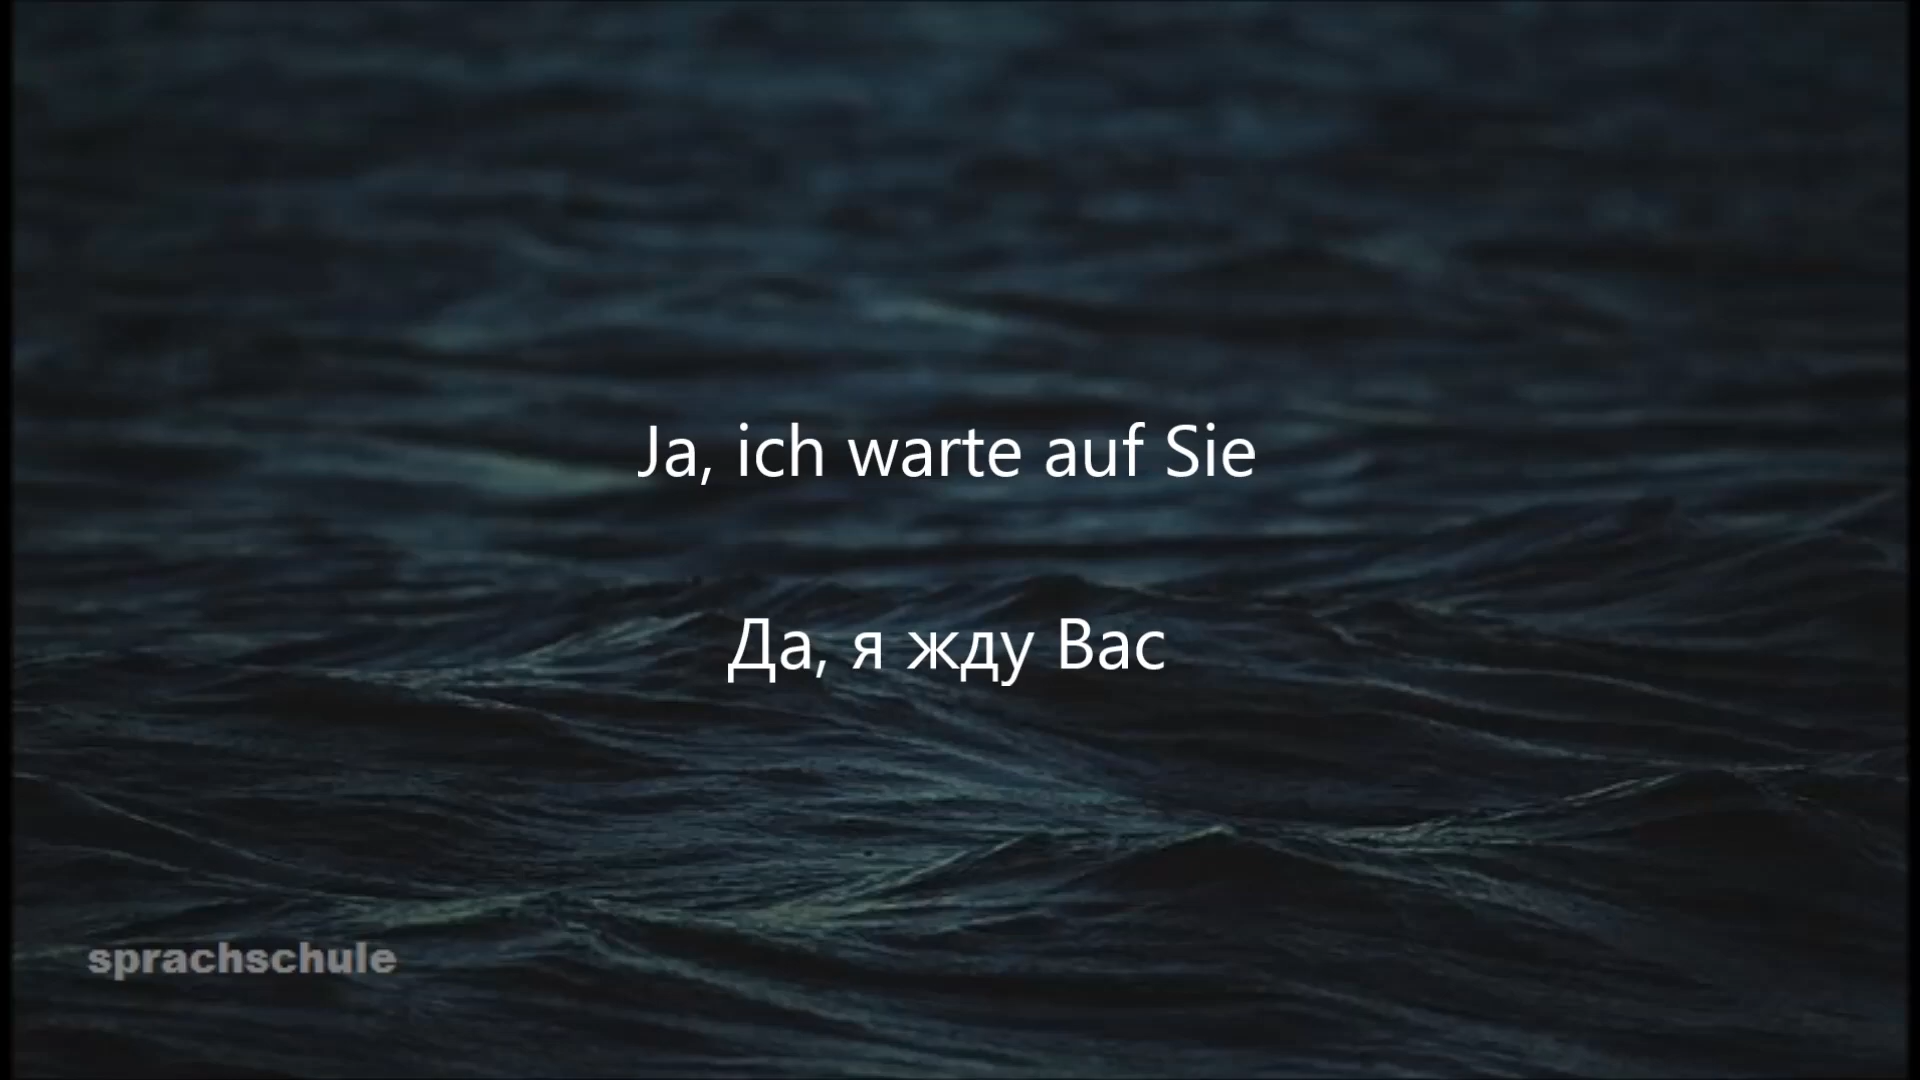 Ja, ich warte auf Sie
Да, я жду Вас
sprachschule